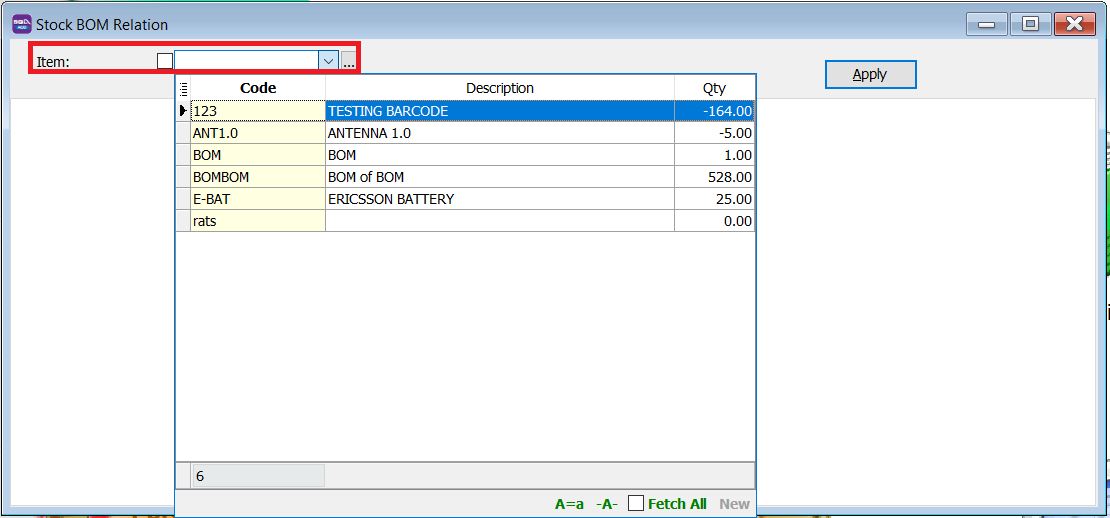 Stock BOM Relation
Item:
...
Apply
Code Description Qty
123 TESTING BARCODE -164.00
ANT1.0 ANTENNA 1.0 -5.00
BOM BOM 1.00
BOMBOM BOM of BOM 528.00
E-BAT ERICSSON BATTERY 25.00
rats 0.00
6
A=a -A- Fetch All New